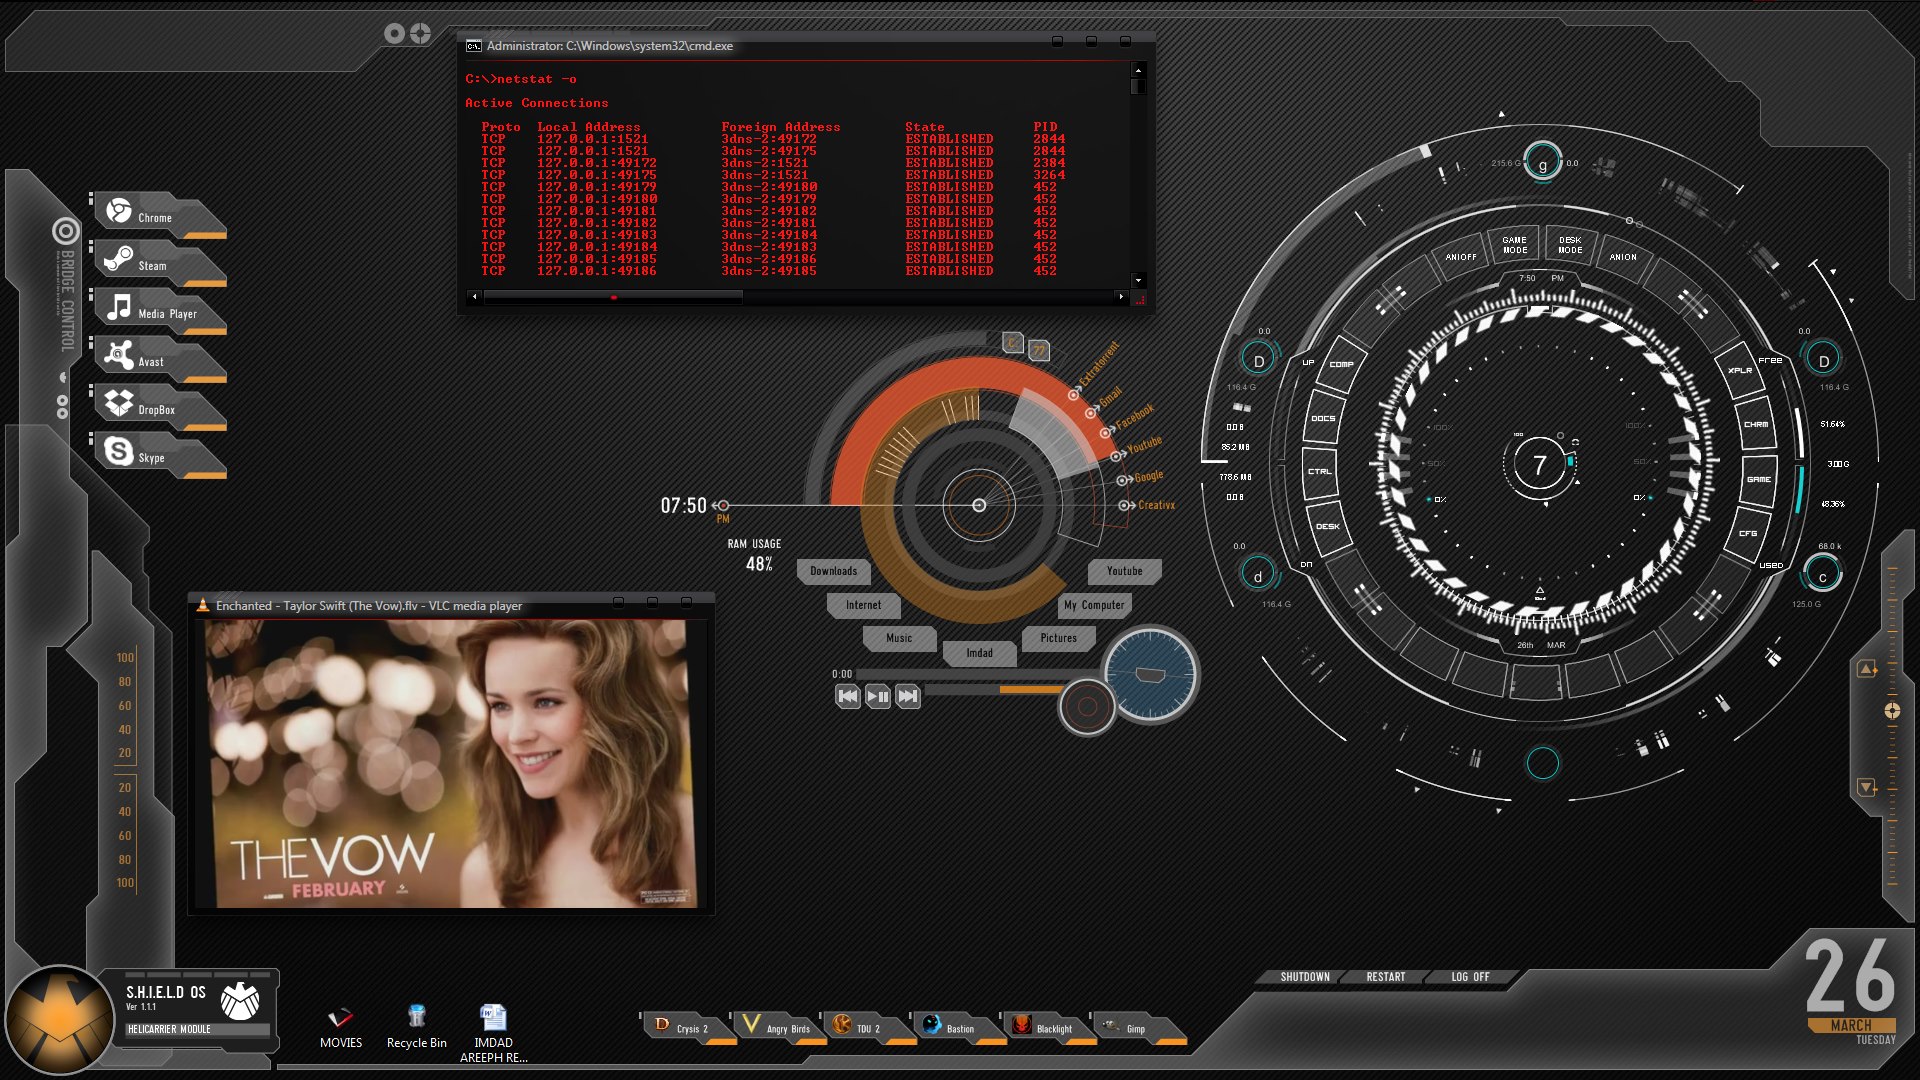 Administrator: C:\Windows\system32\cmd.exe
C:\>netstat -o
Active Connections
Proto Local Address Foreign Address State PID
TCP 127.0.0.1:1521 3dns-2:49172 ESTABLISHED 2844
TCP 127.0.0.1:1521 3dns-2:49175 ESTABLISHED 2844
TCP 127.0.0.1:49172 3dns-2:1521 ESTABLISHED 2384
TCP 127.0.0.1:49175 3dns-2:1521 ESTABLISHED 3264
TCP 127.0.0.1:49179 3dns-2:49180 ESTABLISHED 452
TCP 127.0.0.1:49180 3dns-2:49179 ESTABLISHED 452
TCP 127.0.0.1:49181 3dns-2:49182 ESTABLISHED 452
TCP 127.0.0.1:49182 3dns-2:49181 ESTABLISHED 452
TCP 127.0.0.1:49183 3dns-2:49184 ESTABLISHED 452
TCP 127.0.0.1:49184 3dns-2:49183 ESTABLISHED 452
TCP 127.0.0.1:49185 3dns-2:49186 ESTABLISHED 452
TCP 127.0.0.1:49186 3dns-2:49185 ESTABLISHED 452
BRIDGE CONTROL
Chrome
Steam
Media Player
Avast
DropBox
Skype
C:
77
Extratorrent
Gmail
Facebook
Youtube
Google
Creativx
07:50
PM
RAM USAGE
48%
Downloads
Youtube
Internet
My Computer
Music
Pictures
Imdad
0:00
215.6 G
g
0.0
ANIOFF
GAME MODE
DESK MODE
ANION
7:50 PM
0.0
D
116.4 G
0.0
D
116.4 G
UP
COMP
DOCS
CTRL
DESK
DN
XPLR
FREE
CHRM
GAME
CFG
USED
0.0 B
35.2 MB
778.6 MB
0.0 B
51.64%
3.00 G
48.36%
100%
50%
0%
100%
50%
0%
100
7
0.0
d
116.4 G
68.0 k
c
125.0 G
26th MAR
Enchanted - Taylor Swift (The Vow).flv - VLC media player
THE VOW
FEBRUARY
100
80
60
40
20
20
40
60
80
100
S.H.I.E.L.D OS
Ver 1.1.1
HELICARRIER MODULE
MOVIES
Recycle Bin
IMDAD
AREEPH RE...
Crysis 2
Angry Birds
TDU 2
Bastion
Blacklight
Gimp
SHUTDOWN
RESTART
LOG OFF
26
MARCH
TUESDAY